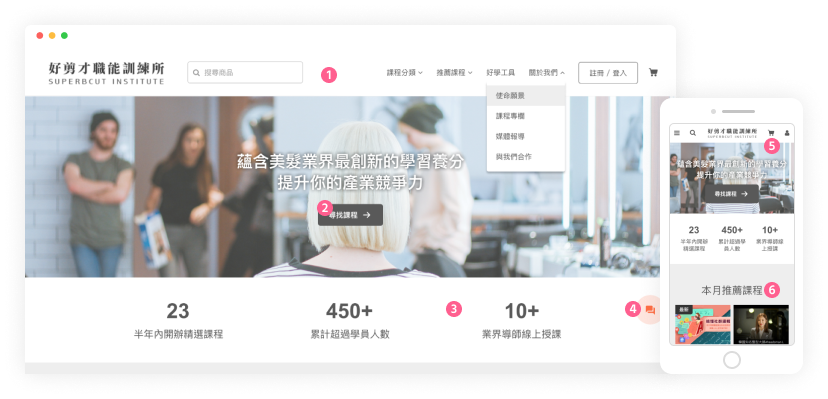 好剪才職能訓練所
SUPERBCUT INSTITUTE
搜尋商品
1
課程分類
推薦課程
好學工具
關於我們
註冊 / 登入
使命願景
課程專欄
媒體報導
與我們合作
蘊含美髮業界最創新的學習養分
提升你的產業競爭力
2
尋找課程
23
半年內開辦精選課程
450+
累計超過學員人數
3
10+
業界導師線上授課
4
好剪才職能訓練所
SUPERBCUT INSTITUTE
5
蘊含美髮業界最創新的學習養分
提升你的產業競爭力
尋找課程
23
半年內開辦
精選課程
450+
累計超過學
員人數
10+
業界導師線
上授課
本月推薦課程
6
最新